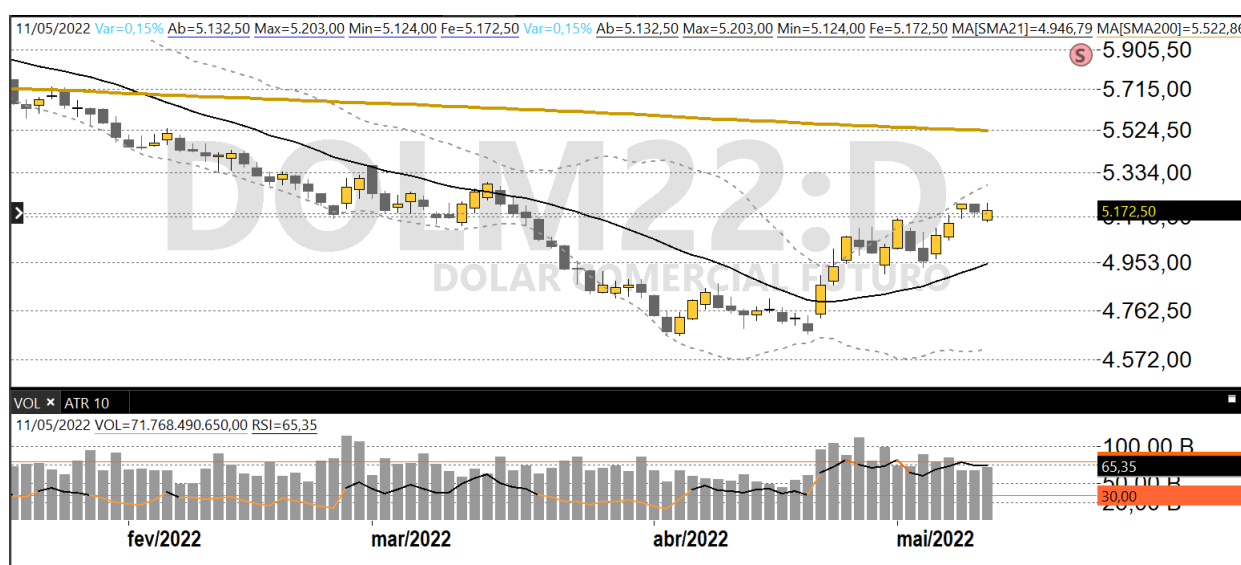 11/05/2022 Var=0,15% Ab=5.132,50 Max=5.203,00 Min=5.124,00 Fe=5.172,50 Var=0,15% Ab=5.132,50 Max=5.203,00 Min=5.124,00 Fe=5.172,50 MA[SMA21]=4.946,79 MA[SMA200]=5.522,86
S
5.905,50
5.715,00
5.524,50
5.334,00
5.172,50
4.953,00
4.762,50
4.572,00
DOLM22:D
DOLAR COMERCIAL FUTURO
VOL × ATR 10
11/05/2022 VOL=71.768.490.650,00 RSI=65,35
100,00 B
65,35
30,00
fev/2022 mar/2022 abr/2022 mai/2022